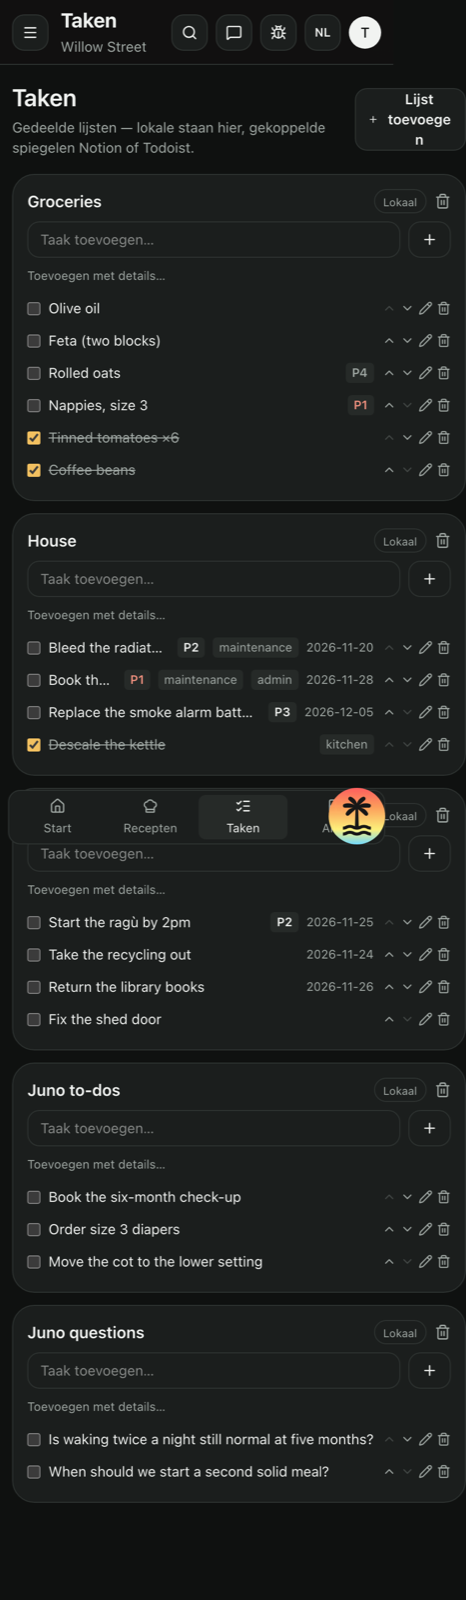 Taken
Willow Street
NL
T
Taken
Gedeelde lijsten — lokale staan hier, gekoppelde
spiegelen Notion of Todoist.
+ Lijst
toevoege
n
Groceries
Lokaal
Taak toevoegen...
Toevoegen met details...
Olive oil
Feta (two blocks)
Rolled oats P4
Nappies, size 3 P1
Tinned tomatoes ×6
Coffee beans
House
Lokaal
Taak toevoegen...
Toevoegen met details...
Bleed the radiat... P2 maintenance 2026-11-20
Book th... P1 maintenance admin 2026-11-28
Replace the smoke alarm batt... P3 2026-12-05
Descale the kettle kitchen
Lokaal
Start Recepten Taken
Taak toevoegen...
Toevoegen met details...
Start the ragù by 2pm P2 2026-11-25
Take the recycling out 2026-11-24
Return the library books 2026-11-26
Fix the shed door
Juno to-dos
Lokaal
Taak toevoegen...
Toevoegen met details...
Book the six-month check-up
Order size 3 diapers
Move the cot to the lower setting
Juno questions
Lokaal
Taak toevoegen...
Toevoegen met details...
Is waking twice a night still normal at five months?
When should we start a second solid meal?